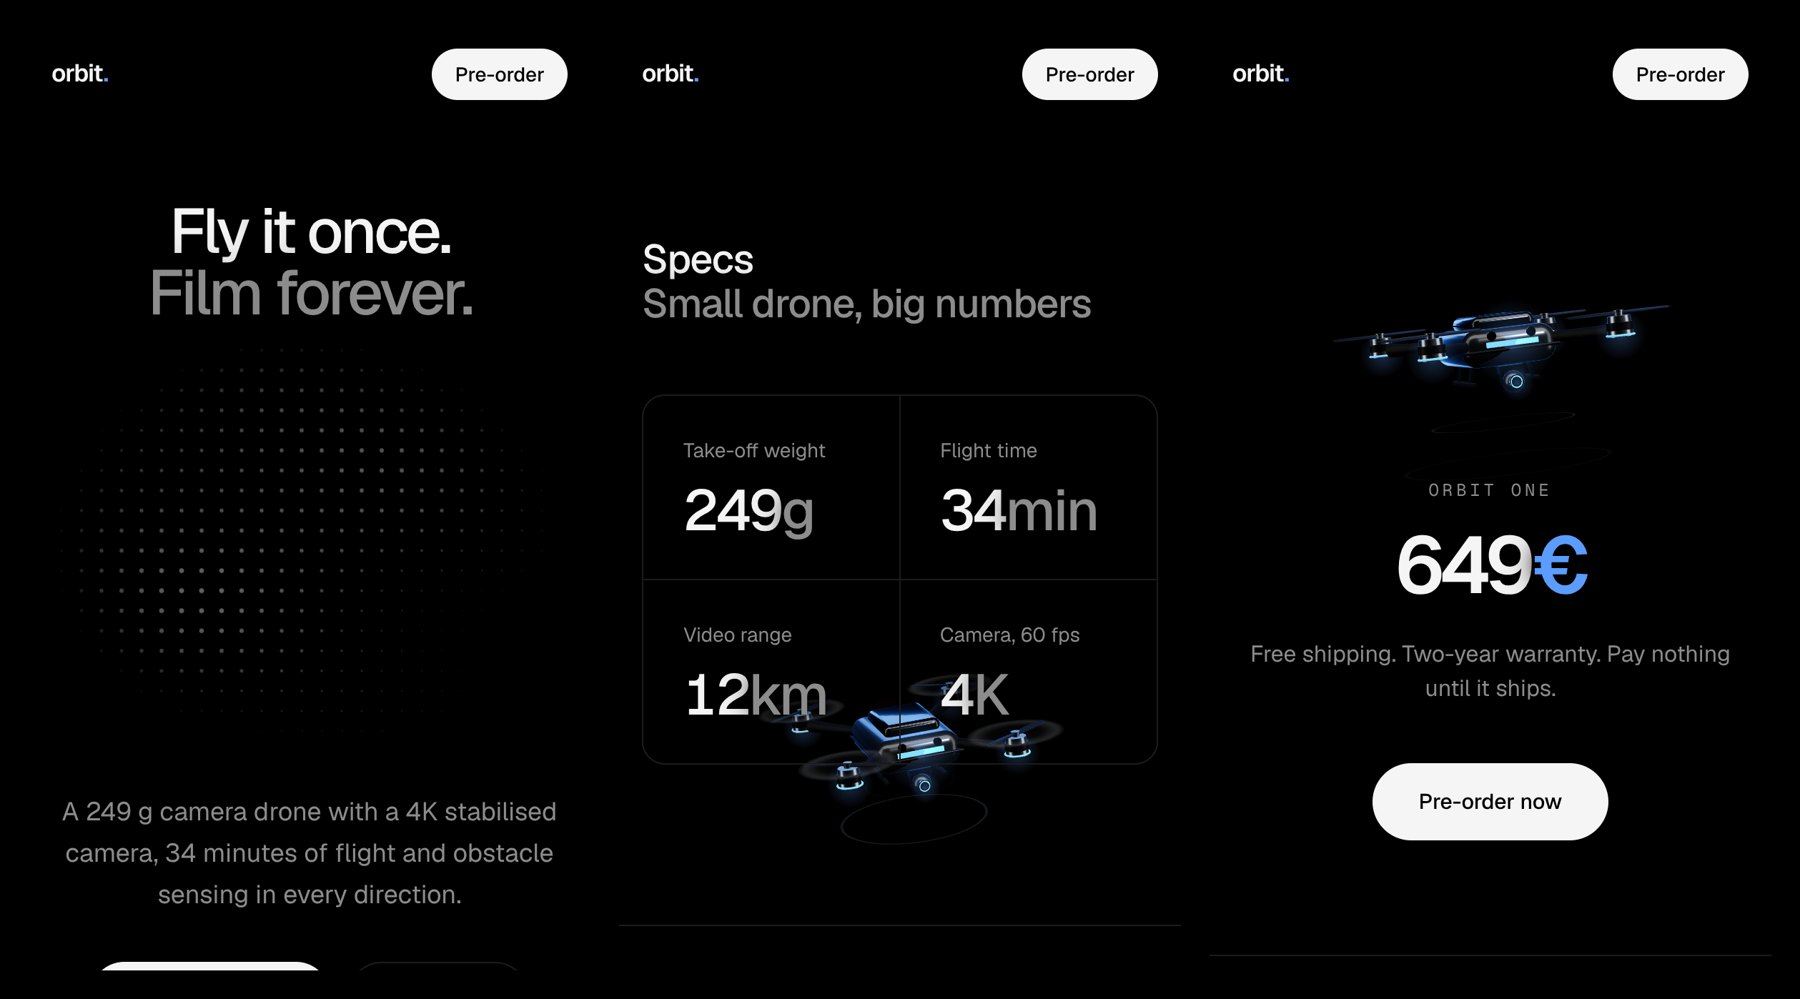 orbit.
Pre-order
Fly it once.
Film forever.
A 249 g camera drone with a 4K stabilised
camera, 34 minutes of flight and obstacle
sensing in every direction.
orbit.
Pre-order
Specs
Small drone, big numbers
Take-off weight
249g
Flight time
34min
Video range
12km
Camera, 60 fps
4K
orbit.
Pre-order
ORBIT ONE
649€
Free shipping. Two-year warranty. Pay nothing
until it ships.
Pre-order now